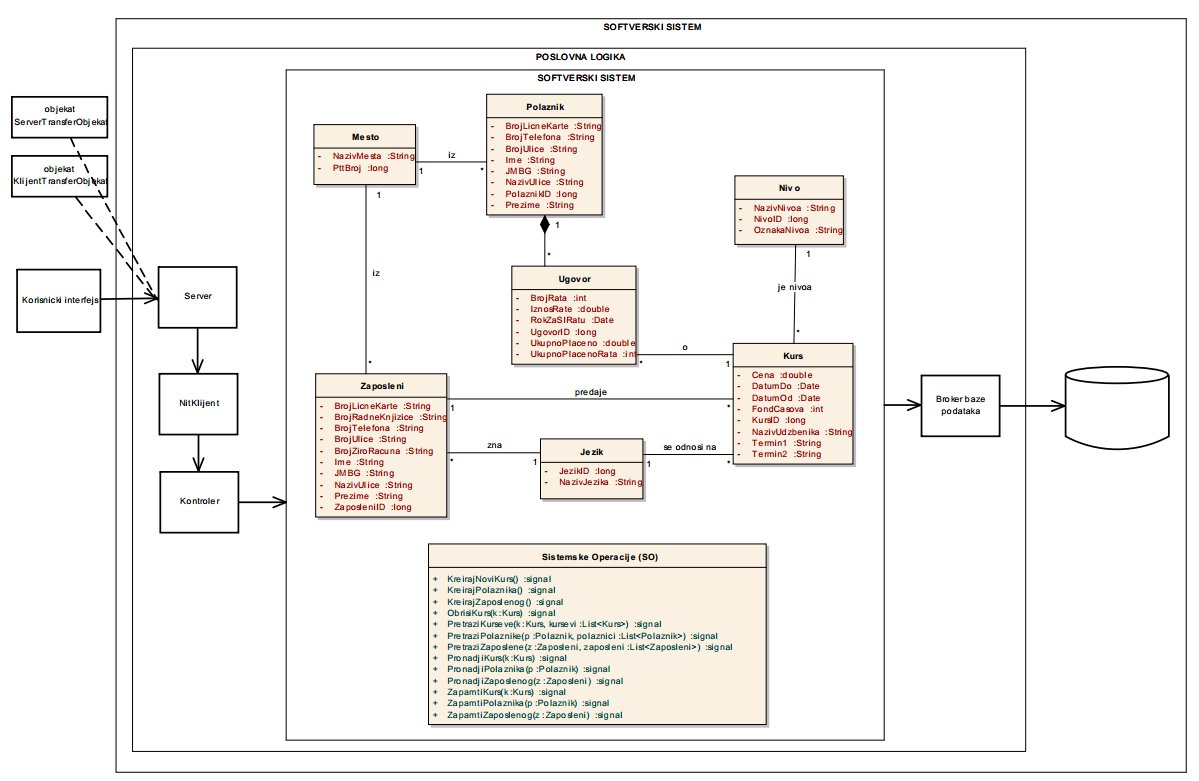 SOFTVERSKI SISTEM
POSLOVNA LOGIKA
SOFTVERSKI SISTEM
objekat
ServerTransferObjekat
objekat
KlijentTransferObjekat
Korisnicki interfejs
Server
NitKlijent
Kontroler
Mesto
- NazivMesta :String
- PttBroj :long
1
iz
*
Polaznik
- BrojLicneKarte :String
- BrojTelefona :String
- BrojUlice :String
- Ime :String
- JMBG :String
- NazivUlice :String
- PolaznikID :long
- Prezime :String
1
*
Nivo
- NazivNivoa :String
- NivoID :long
- OznakaNivoa :String
1
je nivoa
*
1
iz
*
Ugovor
- BrojRata :int
- IznosRate :double
- RokZaSlRatu :Date
- UgovorID :long
- UkupnoPlaceno :double
- UkupnoPlacenoRata :int
*
o
1
Kurs
- Cena :double
- DatumDo :Date
- DatumOd :Date
- FondCasova :int
- KursID :long
- NazivUdzbenika :String
- Termin1 :String
- Termin2 :String
Zaposleni
- BrojLicneKarte :String
- BrojRadneKnjizice :String
- BrojTelefona :String
- BrojUlice :String
- BrojZiroRacuna :String
- Ime :String
- JMBG :String
- NazivUlice :String
- Prezime :String
- ZaposleniID :long
1
predaje
*
*
zna
1
Jezik
- JezikID :long
- NazivJezika :String
1
se odnosi na
*
Broker baze
podataka
Sistemske Operacije (SO)
+ KreirajNoviKurs() :signal
+ KreirajPolaznika() :signal
+ KreirajZaposlenog() :signal
+ ObrisiKurs(k :Kurs) :signal
+ PretraziKurseve(k :Kurs, kursevi :List<Kurs>) :signal
+ PretraziPolaznike(p :Polaznik, polaznici :List<Polaznik>) :signal
+ PretraziZaposlene(z :Zaposleni, zaposleni :List<Zaposleni>) :signal
+ PronadjiKurs(k :Kurs) :signal
+ PronadjiPolaznika(p :Polaznik) :signal
+ PronadjiZaposlenog(z :Zaposleni) :signal
+ ZapamtiKurs(k :Kurs) :signal
+ ZapamtiPolaznika(p :Polaznik) :signal
+ ZapamtiZaposlenog(z :Zaposleni) :signal